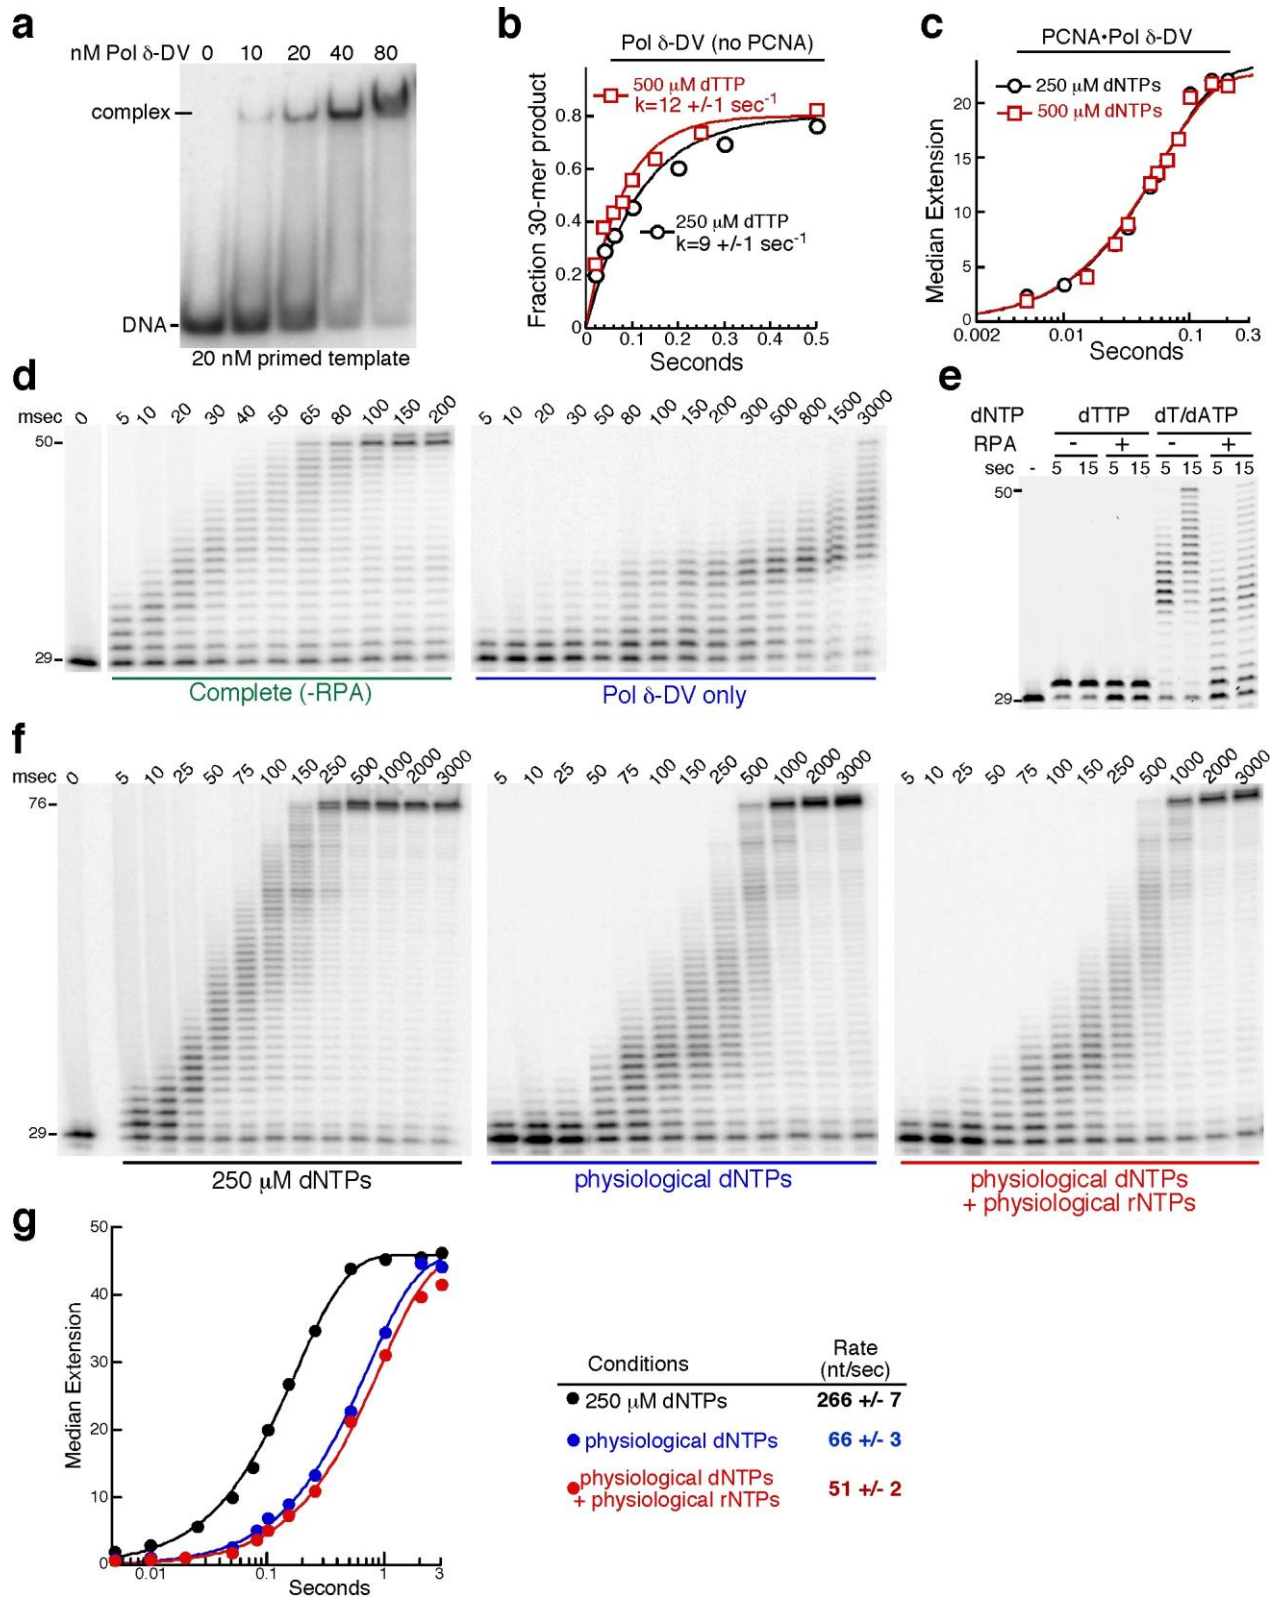 a
nM Pol δ-DV 0 10 20 40 80
complex
DNA
20 nM primed template
b
Pol δ-DV (no PCNA)
500 μM dTTP
k=12 +/-1 sec-1
250 μM dTTP
k=9 +/-1 sec-1
Fraction 30-mer product
0.8
0.6
0.4
0.2
0
0 0.1 0.2 0.3 0.4 0.5
Seconds
c
PCNA•Pol δ-DV
250 μM dNTPs
500 μM dNTPs
Median Extension
20
15
10
5
0
0.002 0.01 0.1 0.3
Seconds
d
msec 0 5 10 20 30 40 50 65 80 100 150 200
5 10 20 30 50 80 100 150 200 300 500 800 1500 3000
50
29
Complete (-RPA)
Pol δ-DV only
e
dNTP dTTP dT/dATP
RPA - + - +
sec - 5 15 5 15 5 15 5 15
50
29
f
msec 0 5 10 25 50 75 100 150 250 500 1000 2000 3000
5 10 25 50 75 100 150 250 500 1000 2000 3000
5 10 25 50 75 100 150 250 500 1000 2000 3000
76
29
250 μM dNTPs
physiological dNTPs
physiological dNTPs
+ physiological rNTPs
g
Median Extension
50
40
30
20
10
0
0.01 0.1 1 3
Seconds
Conditions Rate
(nt/sec)
250 μM dNTPs 266 +/- 7
physiological dNTPs 66 +/- 3
physiological dNTPs
+ physiological rNTPs 51 +/- 2